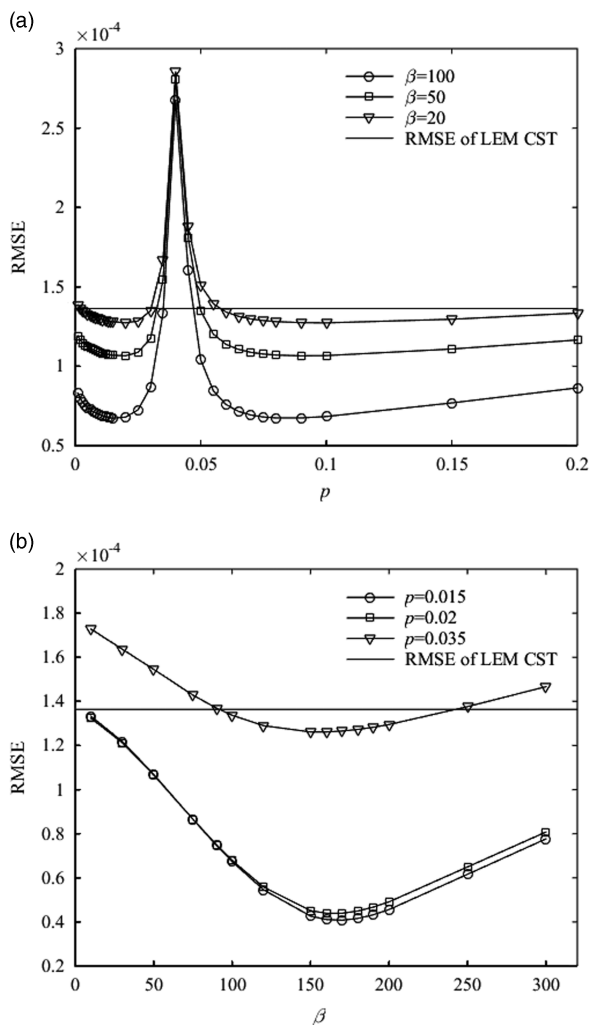 (a)
×10⁻⁴
3
2.5
2
1.5
1
0.5
RMSE
0
0.05
0.1
0.15
0.2
p
β=100
β=50
β=20
RMSE of LEM CST
(b)
×10⁻⁴
2
1.8
1.6
1.4
1.2
1
0.8
0.6
0.4
0.2
RMSE
0
50
100
150
200
250
300
β
p=0.015
p=0.02
p=0.035
RMSE of LEM CST